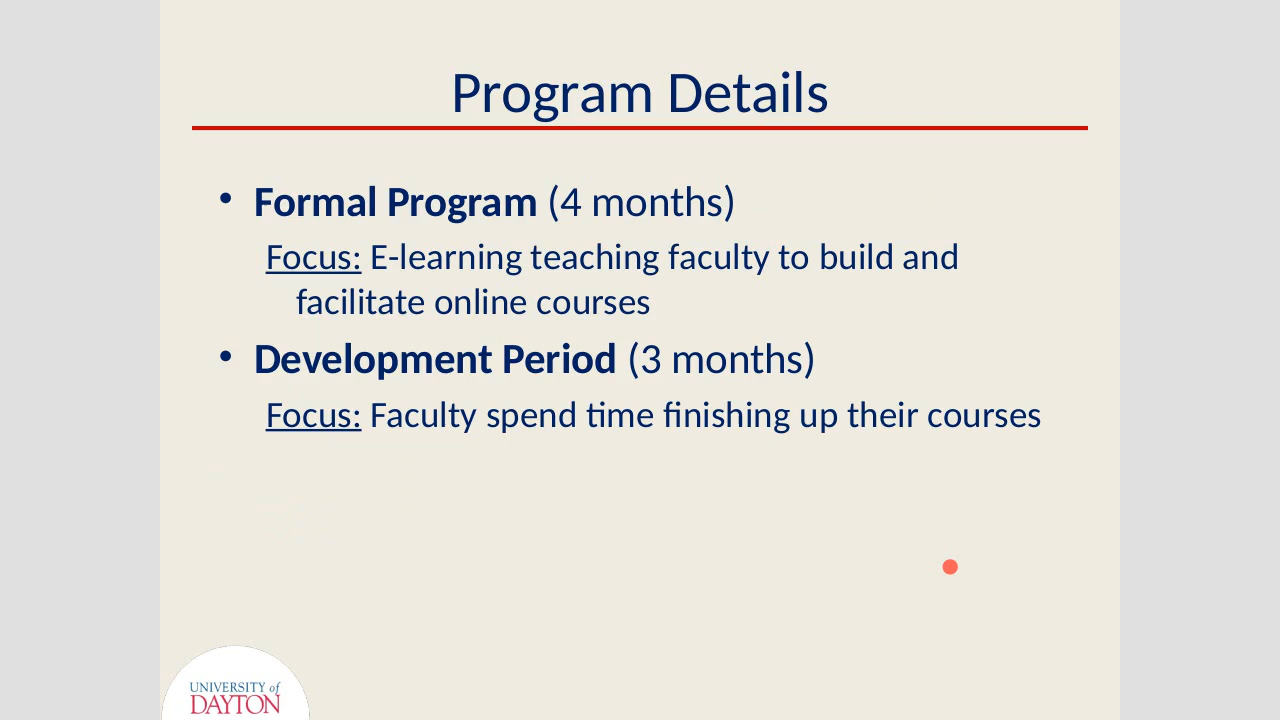 Program Details
• Formal Program (4 months)
Focus: E-learning teaching faculty to build and
facilitate online courses
• Development Period (3 months)
Focus: Faculty spend time finishing up their courses
UNIVERSITY of
DAYTON